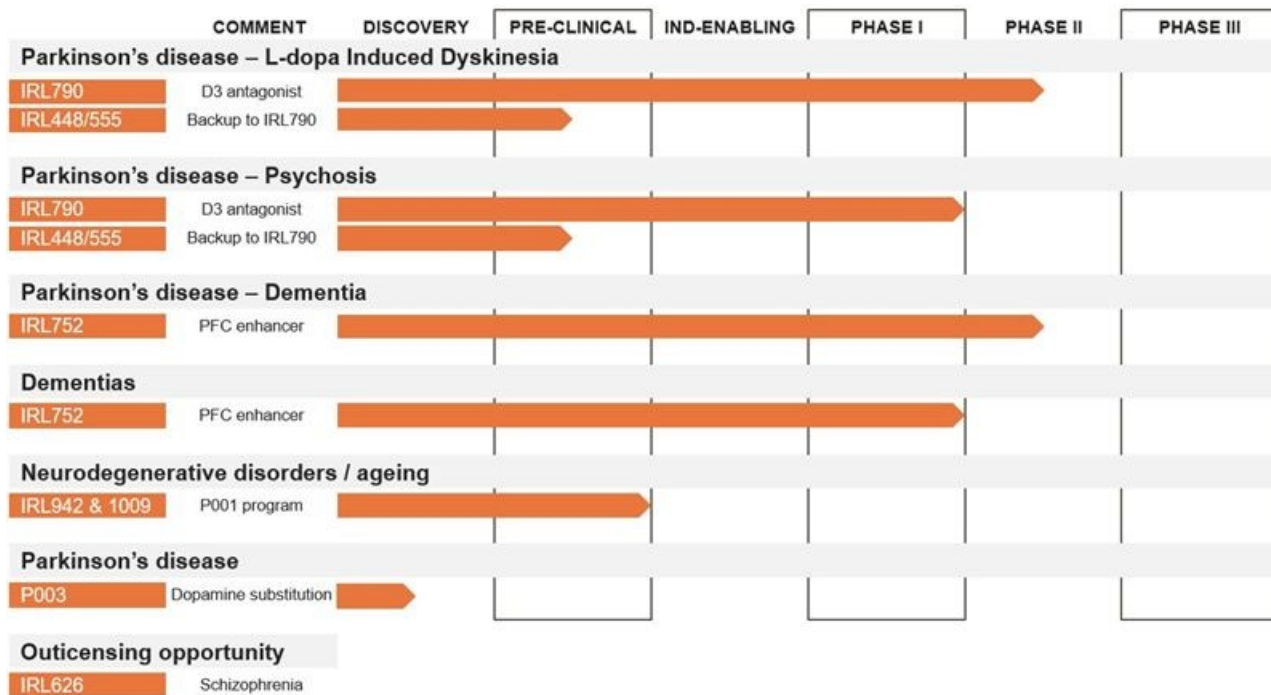 COMMENT DISCOVERY PRE-CLINICAL IND-ENABLING PHASE I PHASE II PHASE III
Parkinson's disease – L-dopa Induced Dyskinesia
IRL790 D3 antagonist
IRL448/555 Backup to IRL790
Parkinson's disease – Psychosis
IRL790 D3 antagonist
IRL448/555 Backup to IRL790
Parkinson's disease – Dementia
IRL752 PFC enhancer
Dementias
IRL752 PFC enhancer
Neurodegenerative disorders / ageing
IRL942 & 1009 P001 program
Parkinson's disease
P003 Dopamine substitution
Outicensing opportunity
IRL626 Schizophrenia